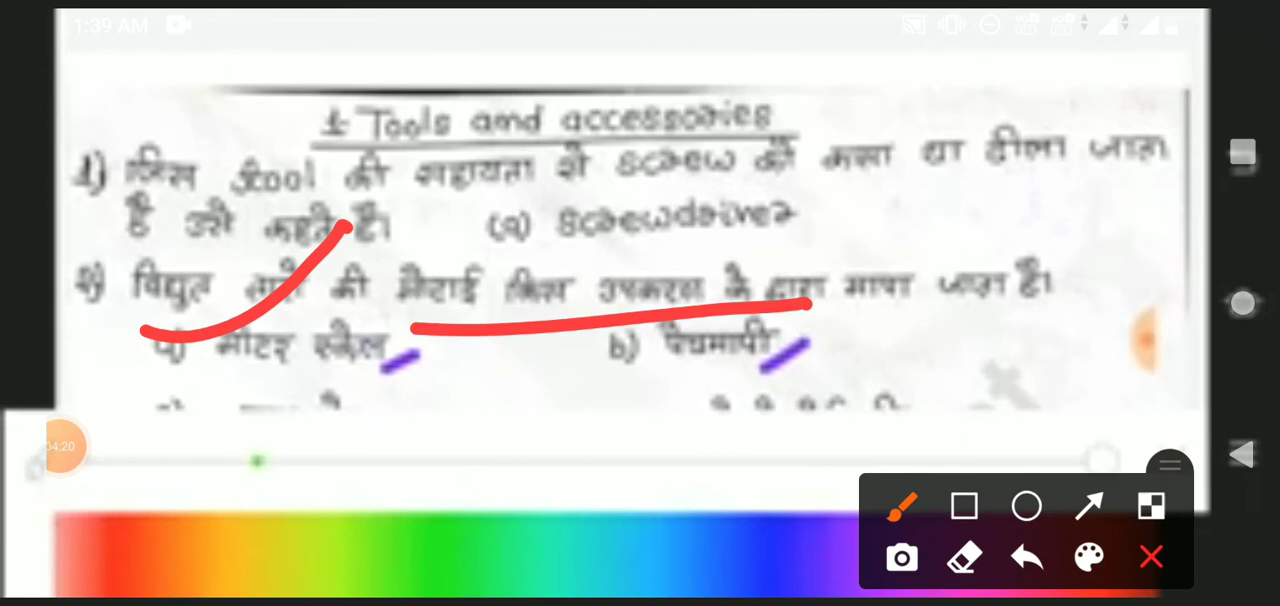 1:39 AM
1 Tools and accessories
1) जिस tool की सहायता से screw को कसा या ढीला जाता
है उसे कहते है। (a) screwdriver
2) विद्युत तारो की मोटाई किस उपकरण के द्वारा मापा जाता है।
a) मीटर स्केल b) पेचमापी
04:20